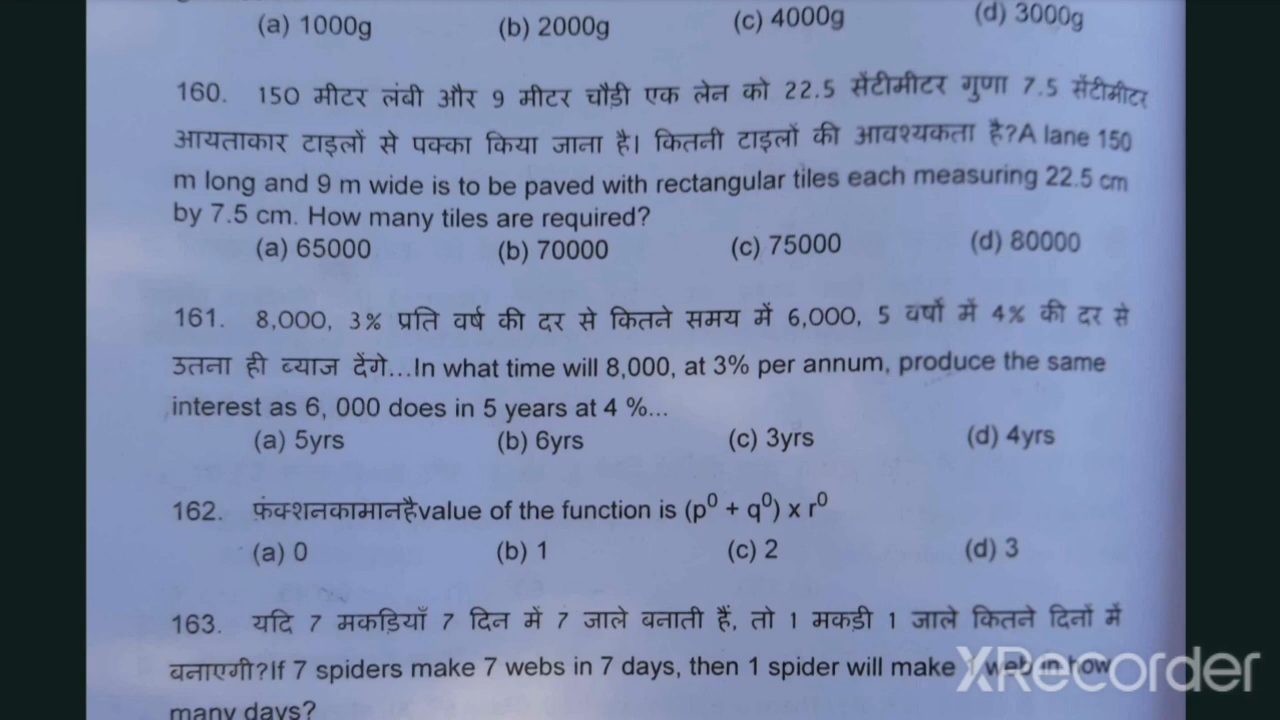 (a) 1000g (b) 2000g (c) 4000g (d) 3000g
160. 150 मीटर लंबी और 9 मीटर चौड़ी एक लेन को 22.5 सेंटीमीटर गुणा 7.5 सेंटीमीटर
आयताकार टाइलों से पक्का किया जाना है। कितनी टाइलों की आवश्यकता है?A lane 150
m long and 9 m wide is to be paved with rectangular tiles each measuring 22.5 cm
by 7.5 cm. How many tiles are required?
(a) 65000 (b) 70000 (c) 75000 (d) 80000
161. 8,000, 3% प्रति वर्ष की दर से कितने समय में 6,000, 5 वर्षों में 4% की दर से
उतना ही ब्याज देंगे...In what time will 8,000, at 3% per annum, produce the same
interest as 6, 000 does in 5 years at 4 %...
(a) 5yrs (b) 6yrs (c) 3yrs (d) 4yrs
162. फ़ंक्शनकामानहैvalue of the function is (p⁰ + q⁰) x r⁰
(a) 0 (b) 1 (c) 2 (d) 3
163. यदि 7 मकड़ियाँ 7 दिन में 7 जाले बनाती हैं, तो 1 मकड़ी 1 जाले कितने दिनों में
बनाएगी?If 7 spiders make 7 webs in 7 days, then 1 spider will make 1 web in how
many days?
XRecorder